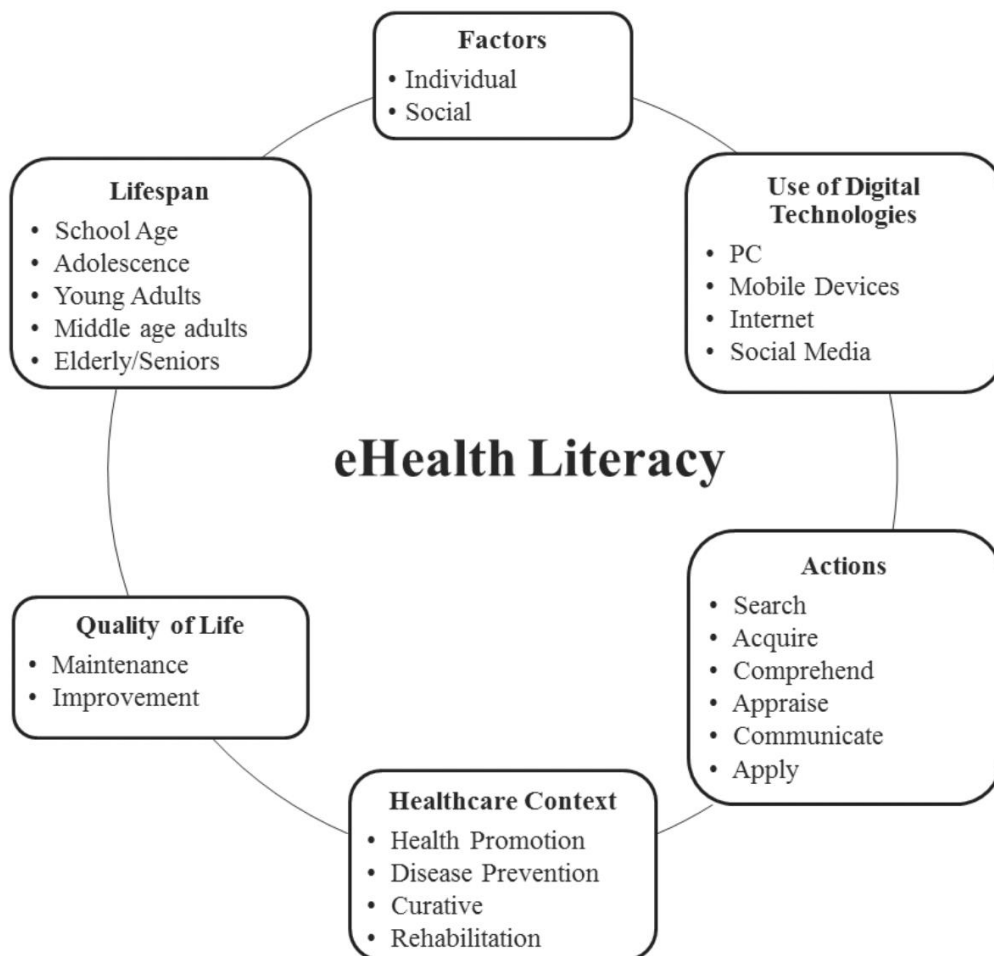 Factors
• Individual
• Social
Lifespan
• School Age
• Adolescence
• Young Adults
• Middle age adults
• Elderly/Seniors
Use of Digital
Technologies
• PC
• Mobile Devices
• Internet
• Social Media
eHealth Literacy
Actions
• Search
• Acquire
• Comprehend
• Appraise
• Communicate
• Apply
Quality of Life
• Maintenance
• Improvement
Healthcare Context
• Health Promotion
• Disease Prevention
• Curative
• Rehabilitation